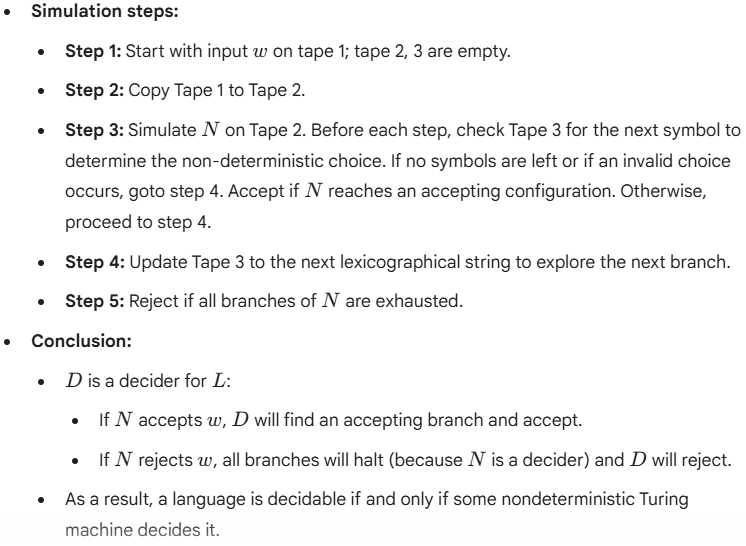 • Simulation steps:
• Step 1: Start with input w on tape 1; tape 2, 3 are empty.
• Step 2: Copy Tape 1 to Tape 2.
• Step 3: Simulate N on Tape 2. Before each step, check Tape 3 for the next symbol to
determine the non-deterministic choice. If no symbols are left or if an invalid choice
occurs, goto step 4. Accept if N reaches an accepting configuration. Otherwise,
proceed to step 4.
• Step 4: Update Tape 3 to the next lexicographical string to explore the next branch.
• Step 5: Reject if all branches of N are exhausted.
• Conclusion:
• D is a decider for L:
• If N accepts w, D will find an accepting branch and accept.
• If N rejects w, all branches will halt (because N is a decider) and D will reject.
• As a result, a language is decidable if and only if some nondeterministic Turing
machine decides it.